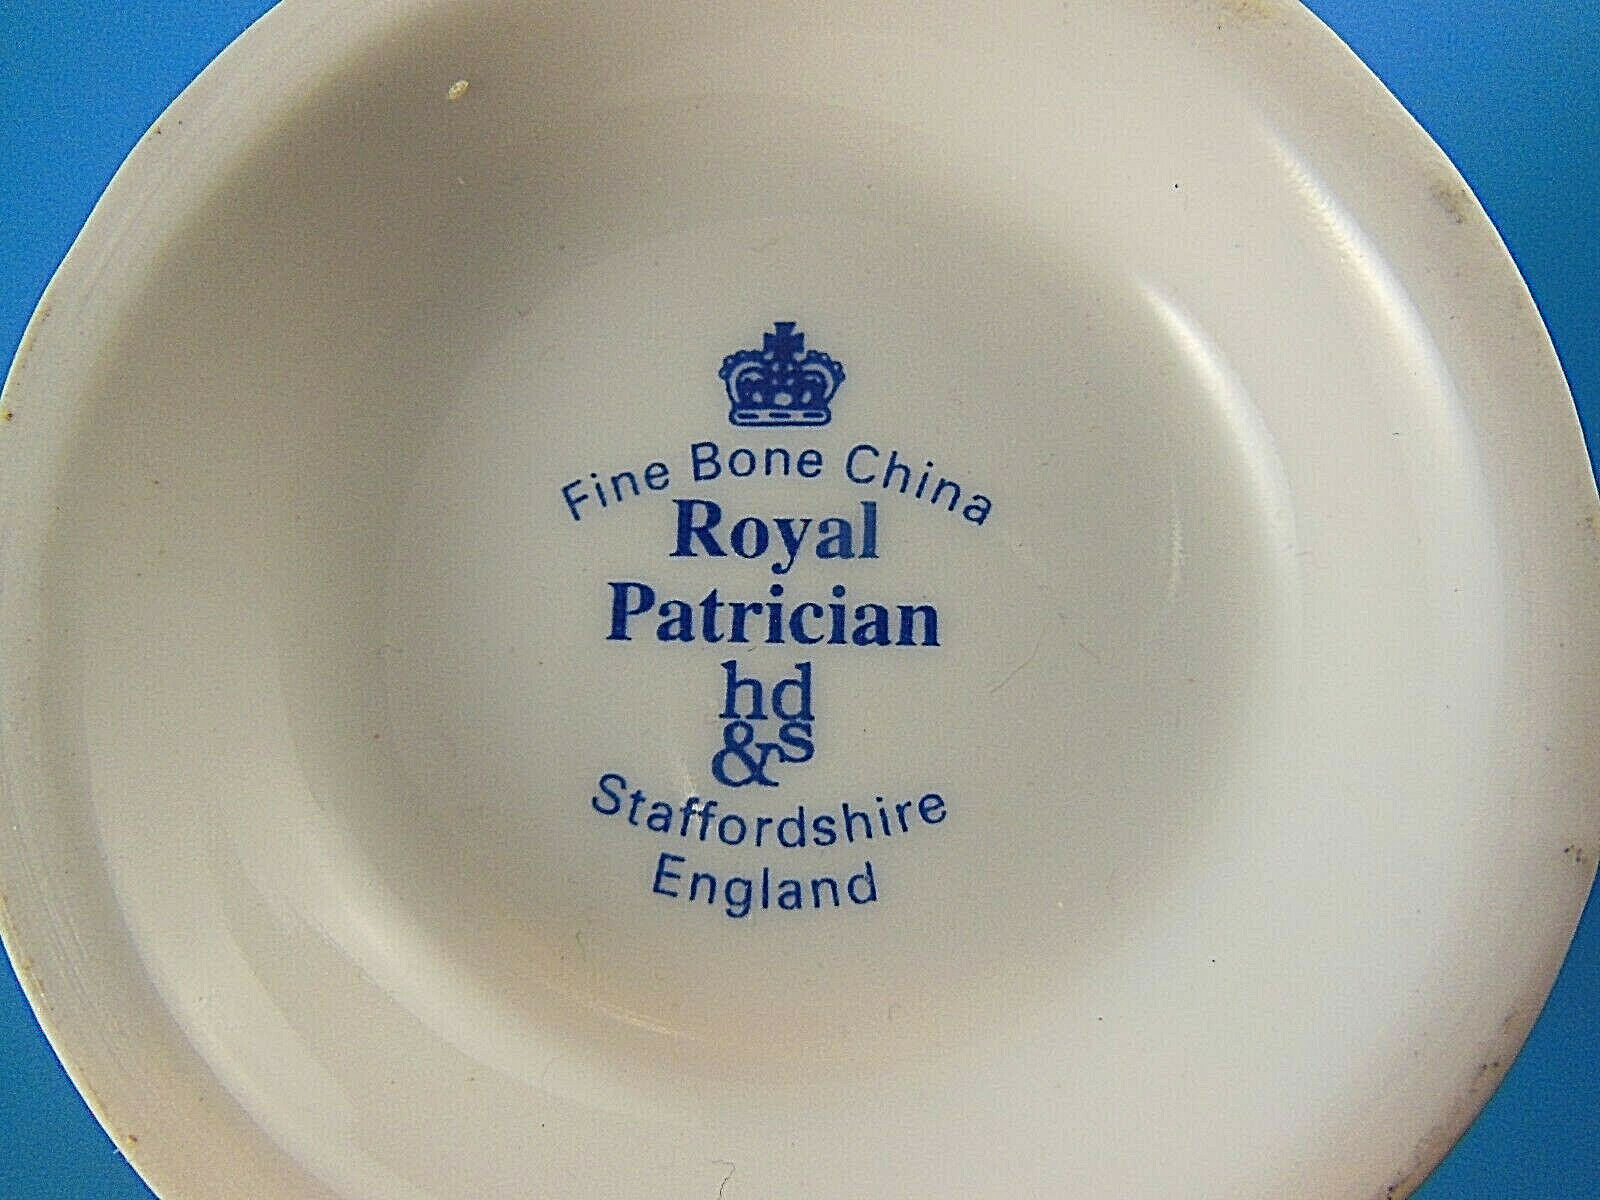 Fine Bone China
Royal
Patrician
hd
&s
Staffordshire
England